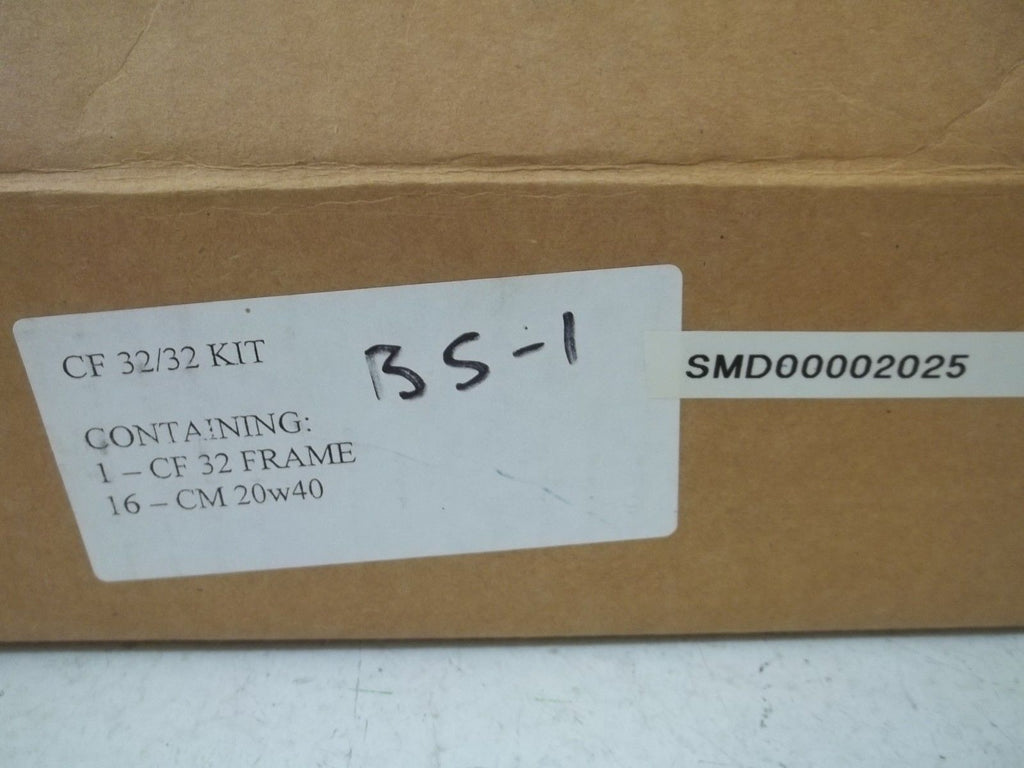 CF 32/32 KIT
BS-1
SMD00002025
CONTAINING:
1 – CF 32 FRAME
16 – CM 20w40